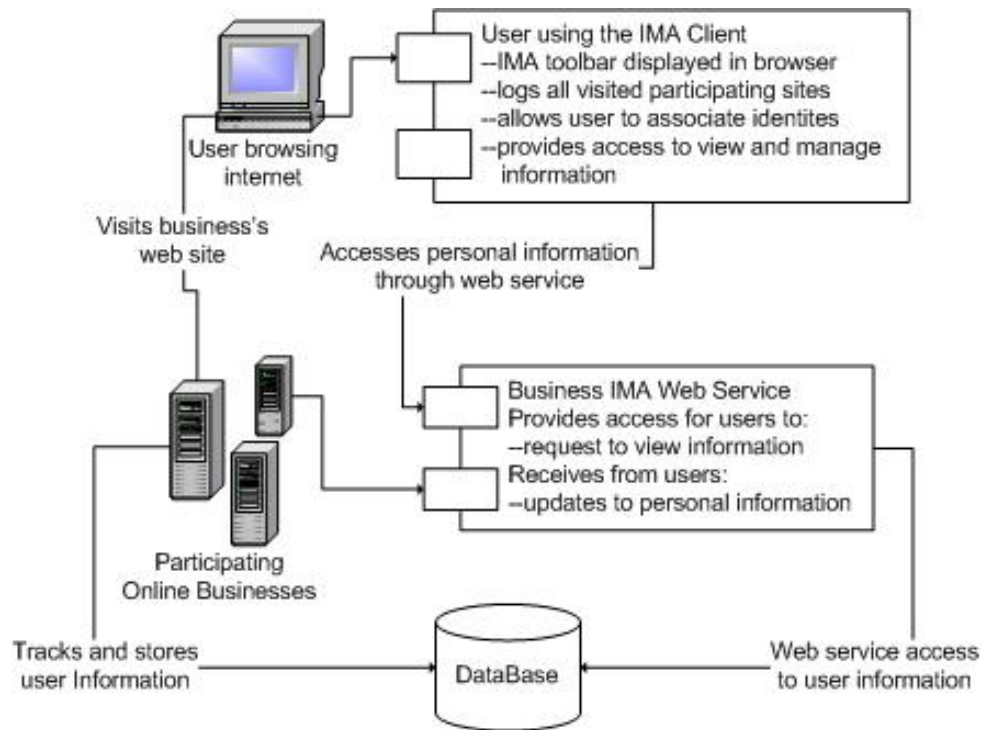 User using the IMA Client
--IMA toolbar displayed in browser
--logs all visited participating sites
--allows user to associate identites
--provides access to view and manage
information
User browsing
internet
Visits business's
web site
Accesses personal information
through web service
Business IMA Web Service
Provides access for users to:
--request to view information
Receives from users:
--updates to personal information
Participating
Online Businesses
Tracks and stores
user Information
DataBase
Web service access
to user information